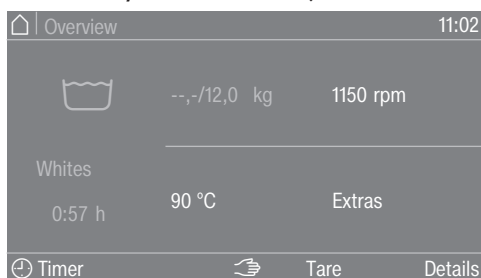 Overview 11:02
--,-/12,0 kg 1150 rpm
Whites
0:57 h
90 °C Extras
Timer Tare Details